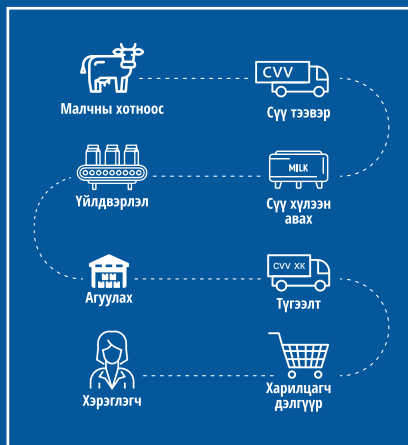 CVV
Малчны хотноос
Сүү тээвэр
MILK
Үйлдвэрлэл
Сүү хүлээн
авах
CVV XK
Агуулах
Түгээлт
Хэрэглэгч
Харилцагч
дэлгүүр